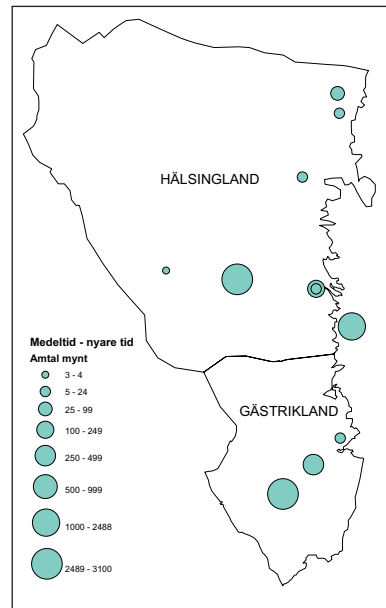 HÄLSINGLAND
Medeltid - nyare tid
Amtal mynt
3 - 4
5 - 24
25 - 99
100 - 249
250 - 499
500 - 999
1000 - 2488
2489 - 3100
GÄSTRIKLAND